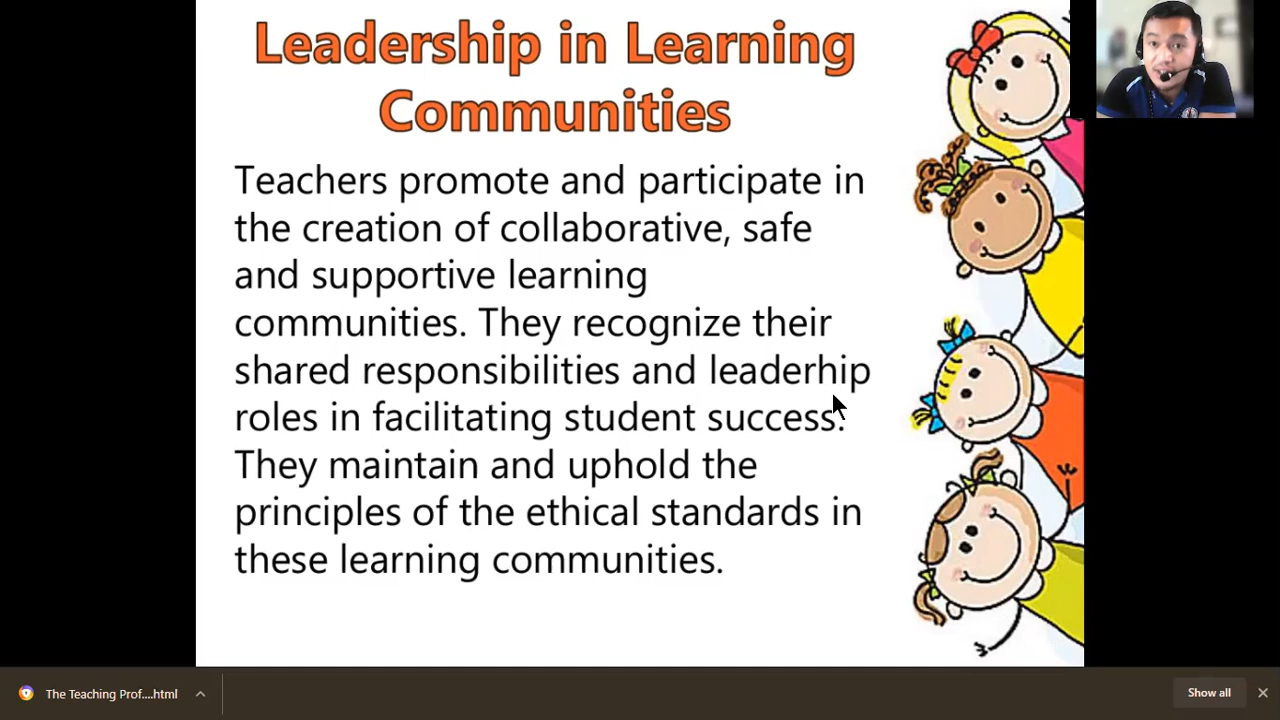 Leadership in Learning
Communities
Teachers promote and participate in
the creation of collaborative, safe
and supportive learning
communities. They recognize their
shared responsibilities and leaderhip
roles in facilitating student success.
They maintain and uphold the
principles of the ethical standards in
these learning communities.
The Teaching Prof....html
Show all